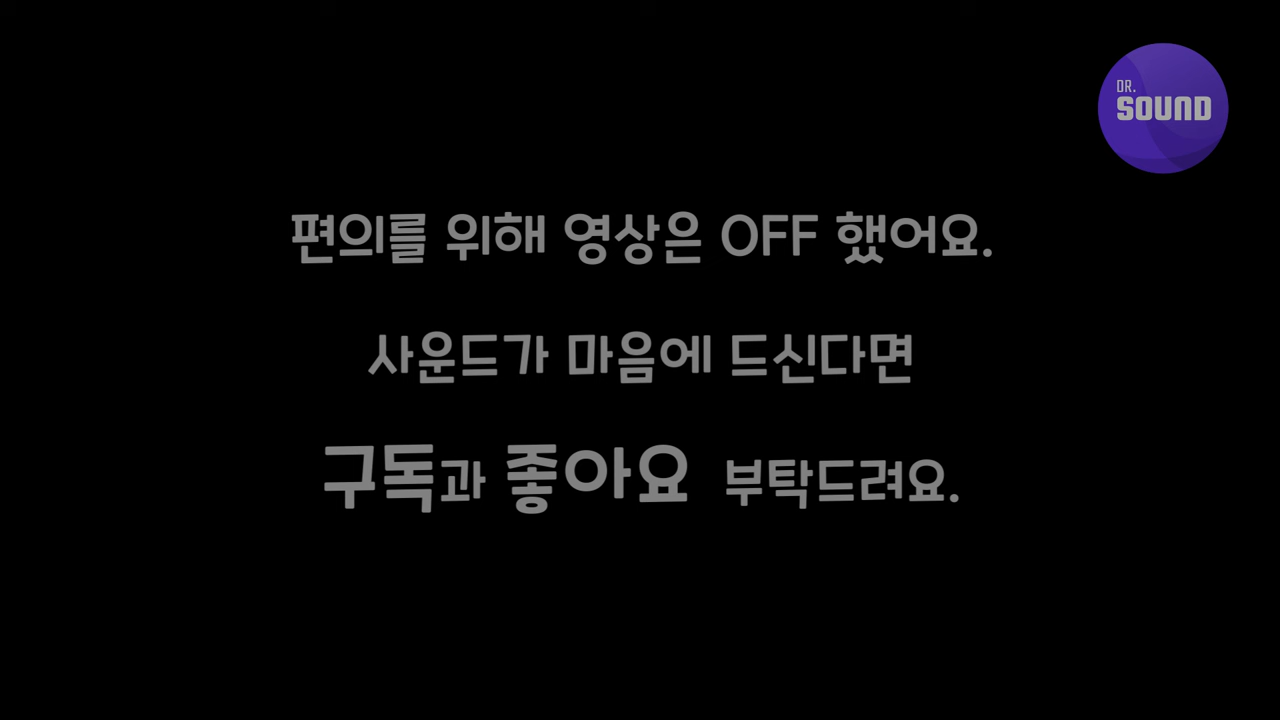 DR.
SOUND
편의를 위해 영상은 OFF 했어요.
사운드가 마음에 드신다면
구독과 좋아요 부탁드려요.